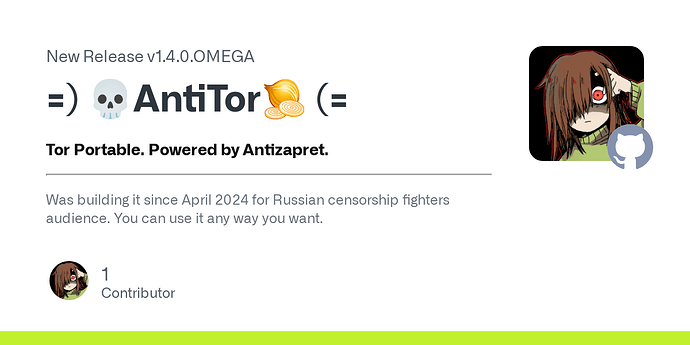 New Release v1.4.0.OMEGA
=) 💀AntiTor🧅 (=
Tor Portable. Powered by Antizapret.
Was building it since April 2024 for Russian censorship fighters
audience. You can use it any way you want.
1
Contributor